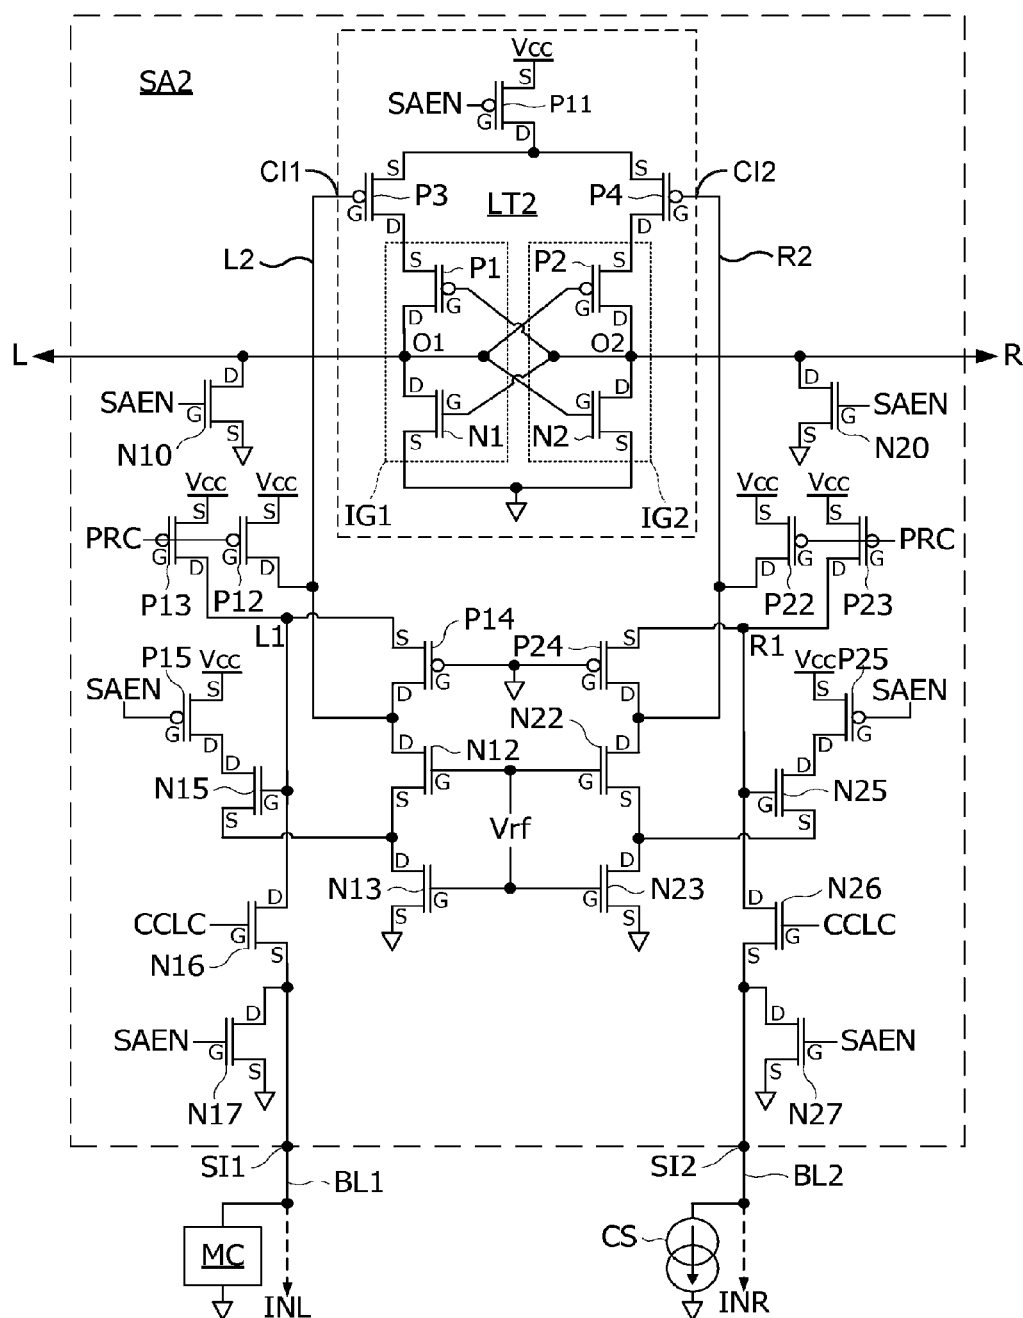 Vcc
SA2
S
SAEN
P11
G
D
S
S
CI1
CI2
P3
P4
G
LT2
G
D
D
L2
R2
S
P1
P2
S
G
G
D
D
L
O1
O2
R
D
D
D
D
SAEN
G
G
G
G
SAEN
S
S
N1
N2
S
S
N10
N20
Vcc
Vcc
IG1
IG2
Vcc
Vcc
S
S
S
S
PRC
G
G
G
G
PRC
D
D
D
D
P13
P12
P22
P23
L1
S
P14
P24
S
R1
P15
Vcc
Vcc
P25
SAEN
S
G
G
S
SAEN
G
D
D
G
D
N22
D
D
D
N12
D
D
N15
G
G
G
G
N25
S
S
S
S
Vrf
D
D
N13
G
G
N23
D
S
S
D
N26
CCLC
G
G
CCLC
N16
S
S
D
D
SAEN
G
G
SAEN
S
S
N17
N27
SI1
SI2
BL1
BL2
CS
MC
INL
INR